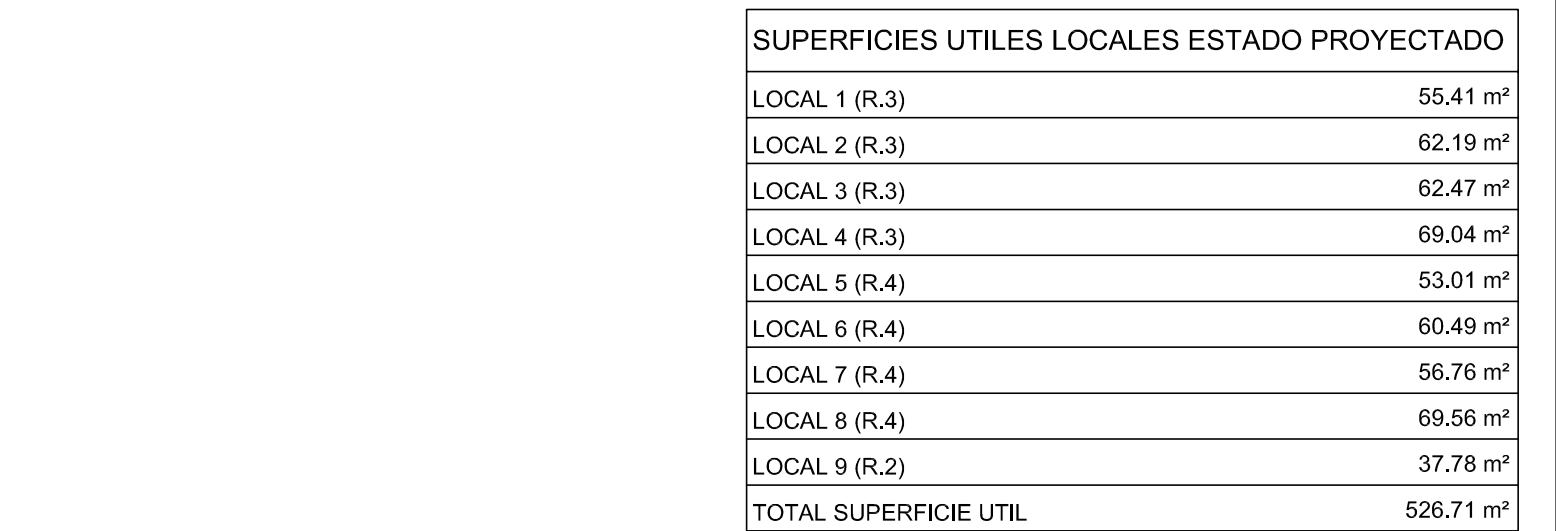 SUPERFICIES UTILES LOCALES ESTADO PROYECTADO
LOCAL 1 (R.3) 55.41 m²
LOCAL 2 (R.3) 62.19 m²
LOCAL 3 (R.3) 62.47 m²
LOCAL 4 (R.3) 69.04 m²
LOCAL 5 (R.4) 53.01 m²
LOCAL 6 (R.4) 60.49 m²
LOCAL 7 (R.4) 56.76 m²
LOCAL 8 (R.4) 69.56 m²
LOCAL 9 (R.2) 37.78 m²
TOTAL SUPERFICIE UTIL 526.71 m²